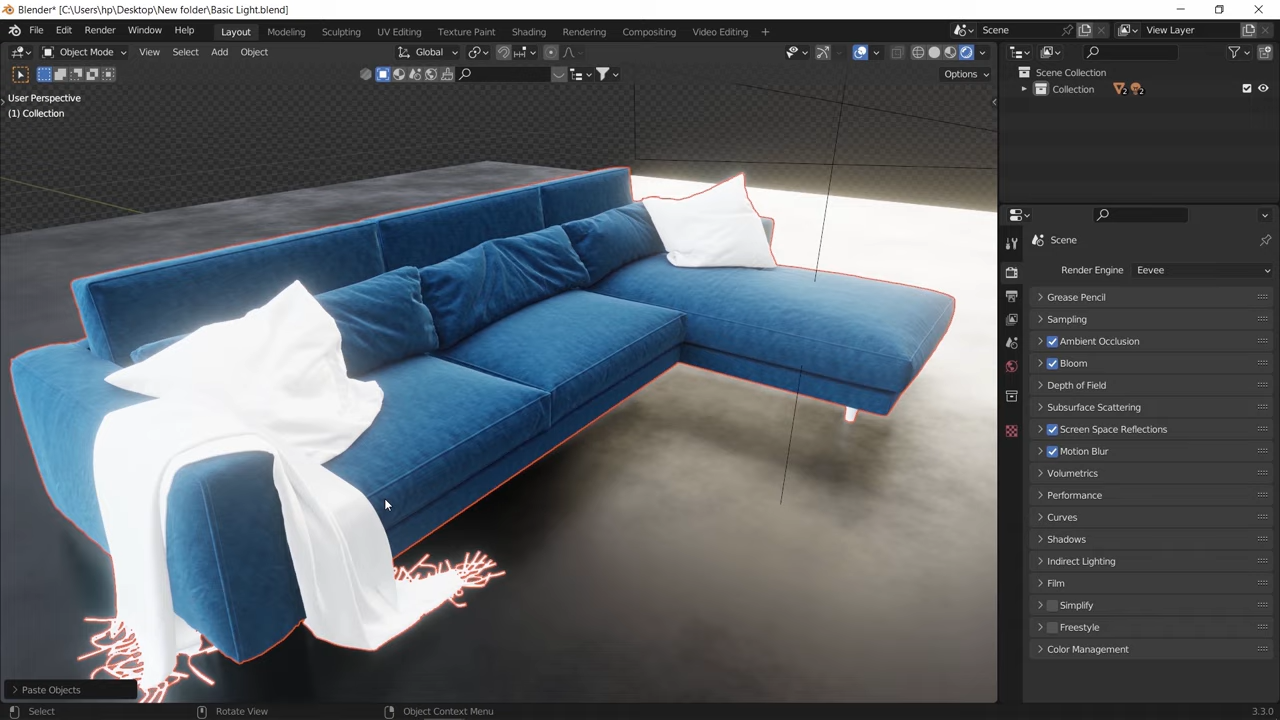 Blender* [C:\Users\hp\Desktop\New folder\Basic Light.blend]
File Edit Render Window Help Layout Modeling Sculpting UV Editing Texture Paint Shading Animation Rendering Compositing Video Editing + Scene View Layer
Object Mode View Select Add Object Global
Options
User Perspective
(1) Collection
Scene Collection
Collection 2 2
Scene
Render Engine Eevee
Grease Pencil
Sampling
Ambient Occlusion
Bloom
Depth of Field
Subsurface Scattering
Screen Space Reflections
Motion Blur
Volumetrics
Performance
Curves
Shadows
Indirect Lighting
Film
Simplify
Freestyle
Color Management
Paste Objects
Select Rotate View Object Context Menu 3.3.0